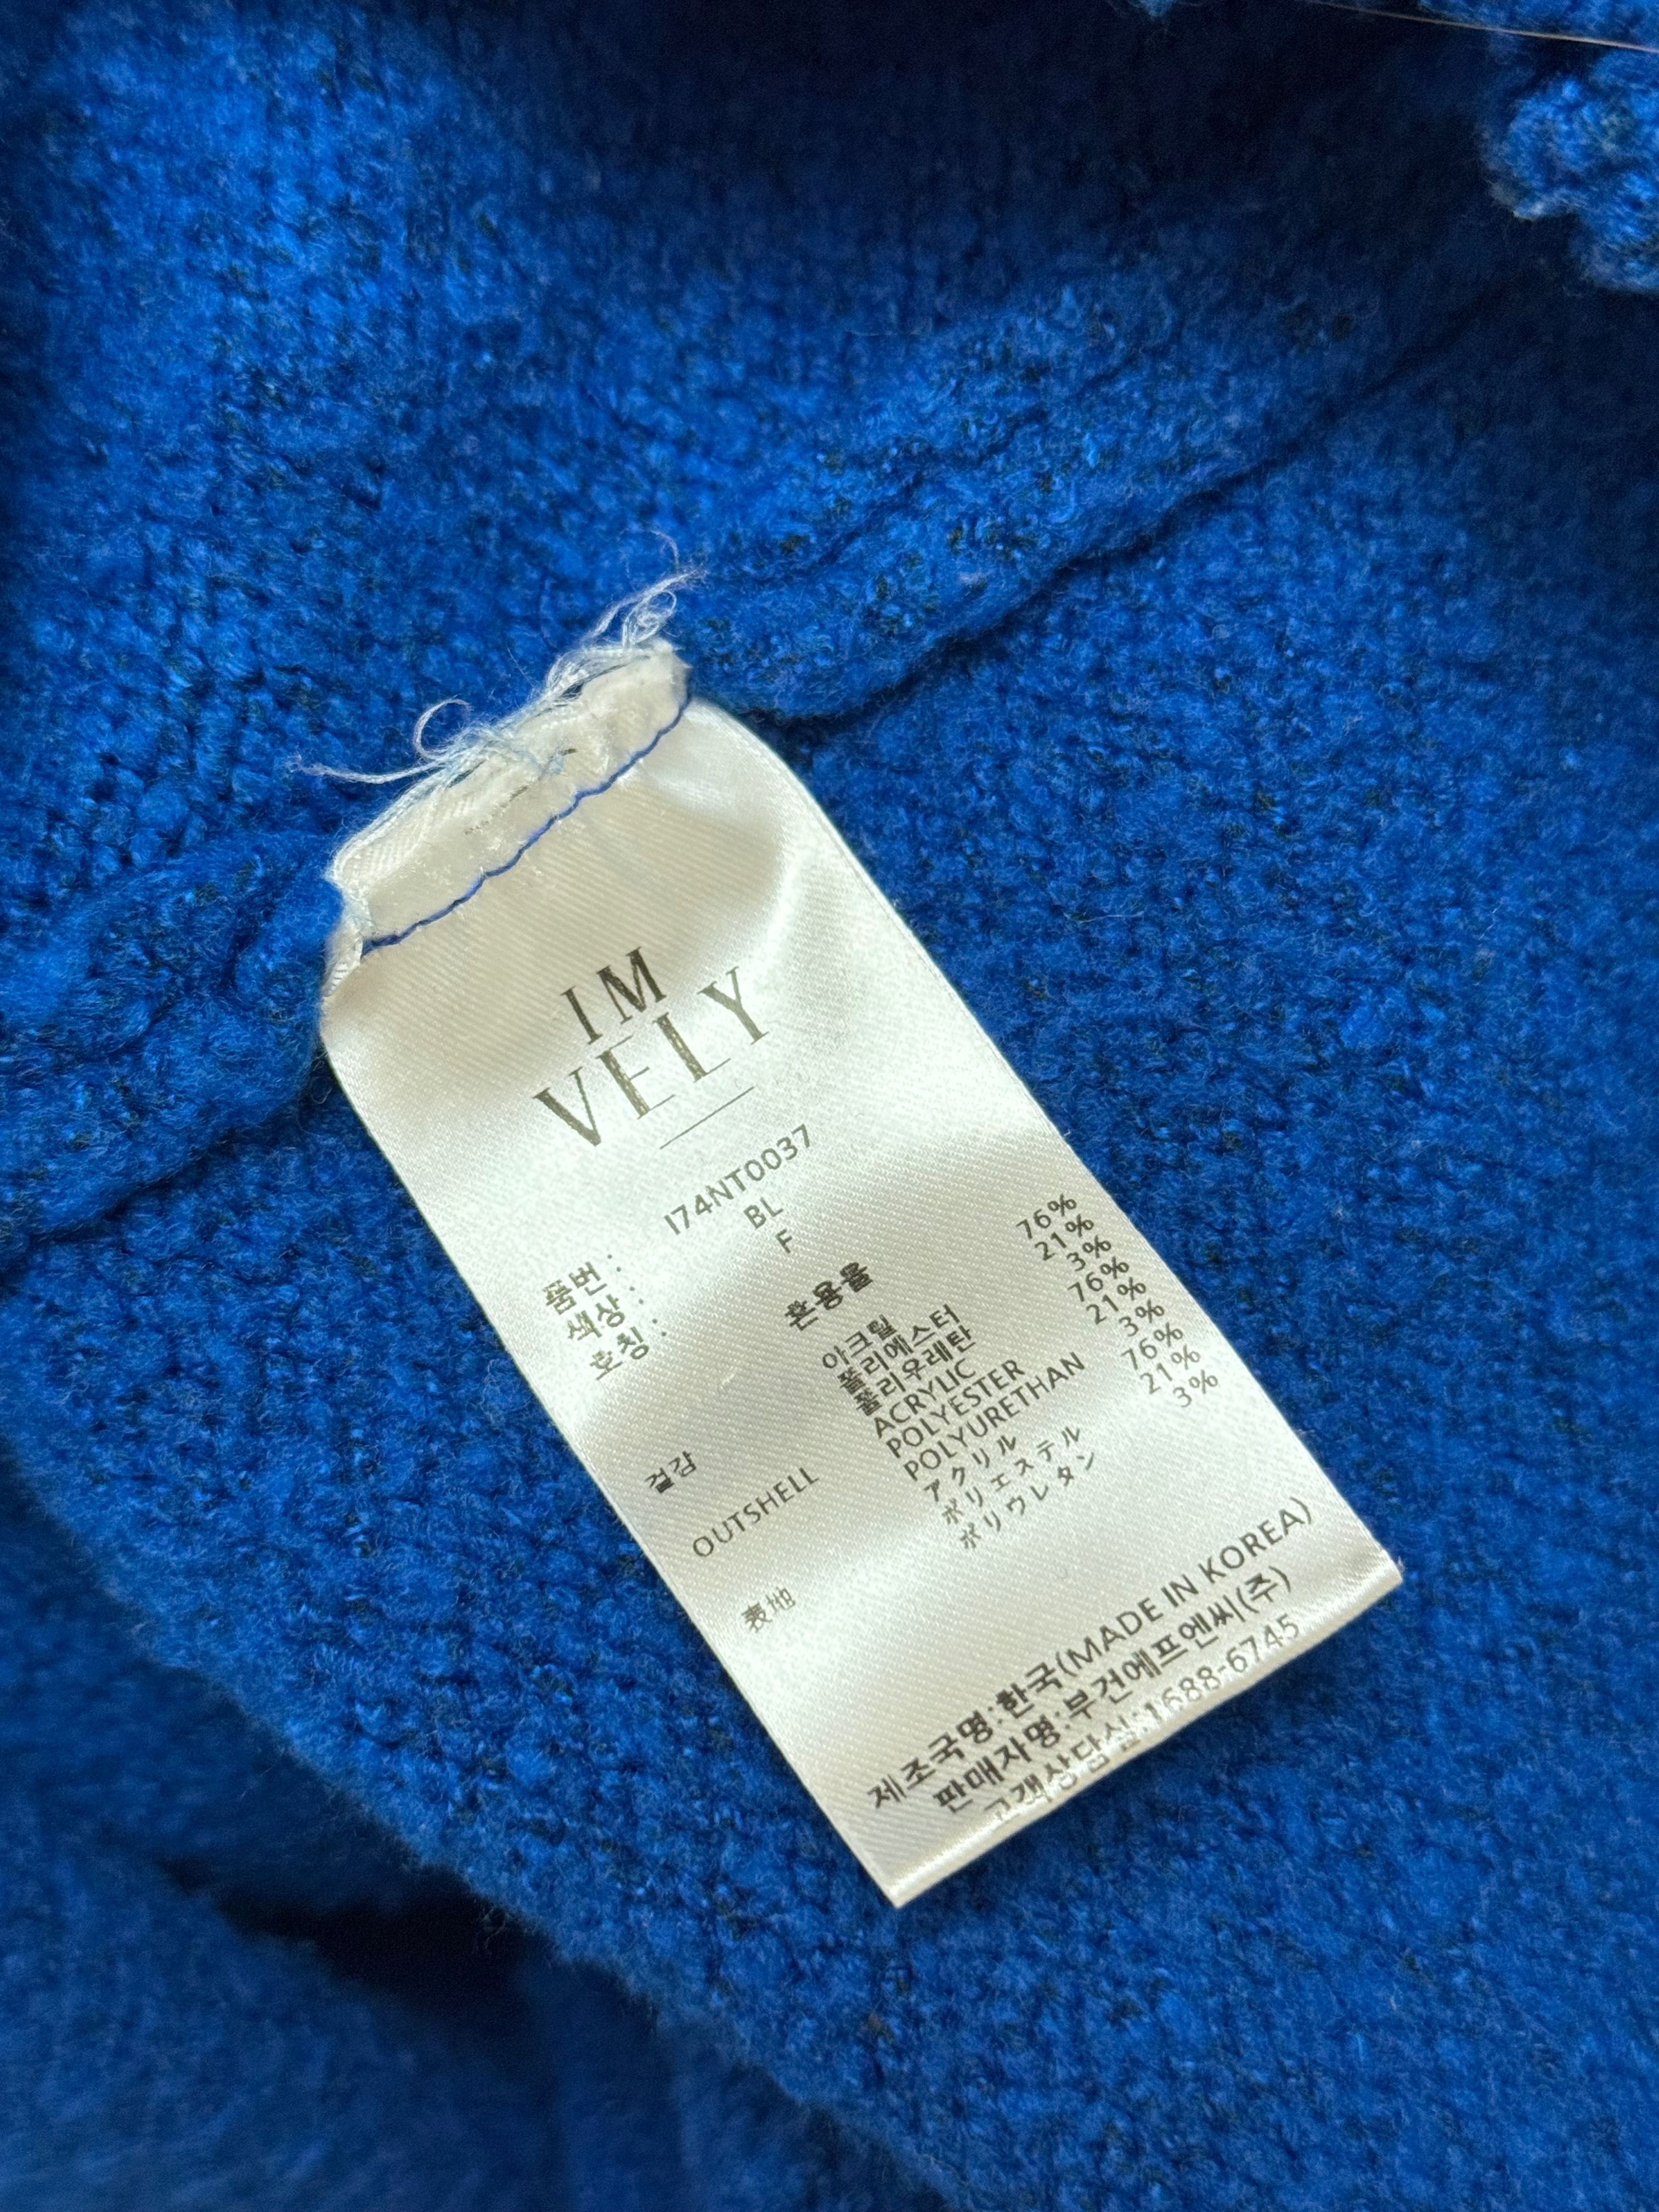 IM
VELY
품번 : I74NT0037
색상 : BL
호칭 : F
혼용율
겉감 아크릴 76%
폴리에스터 21%
폴리우레탄 3%
OUTSHELL ACRYLIC 76%
POLYESTER 21%
POLYURETHAN 3%
表地 アクリル 76%
ポリエステル 21%
ポリウレタン 3%
제조국명:한국(MADE IN KOREA)
판매자명:부건에프엔씨(주)
고객상담실:1688-6745